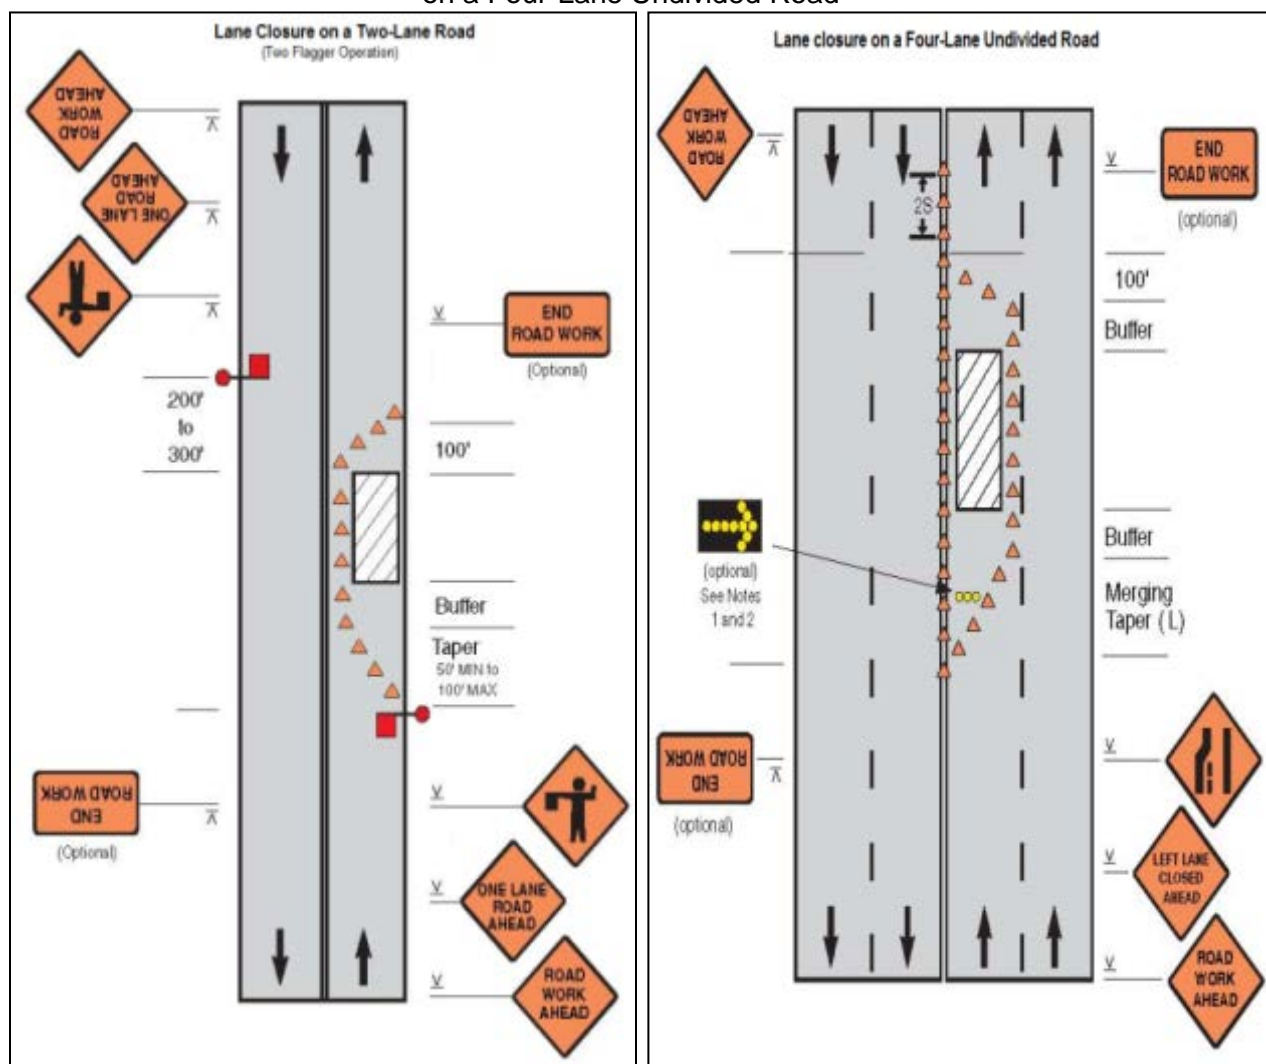 on a Four-Lane Undivided Road
Lane Closure on a Two-Lane Road
(Two Flagger Operation)
ROAD
WORK
AHEAD
ONE LANE
ROAD
AHEAD
END
ROAD WORK
(Optional)
200'
to
300'
100'
Buffer
Taper
50' MIN to
100' MAX
END
ROAD WORK
(Optional)
ONE LANE
ROAD
AHEAD
ROAD
WORK
AHEAD
Lane closure on a Four-Lane Undivided Road
ROAD
WORK
AHEAD
END
ROAD WORK
(optional)
2S
100'
Buffer
(optional)
See Notes
1 and 2
Buffer
Merging
Taper (L)
END
ROAD WORK
(optional)
LEFT LANE
CLOSED
AHEAD
ROAD
WORK
AHEAD